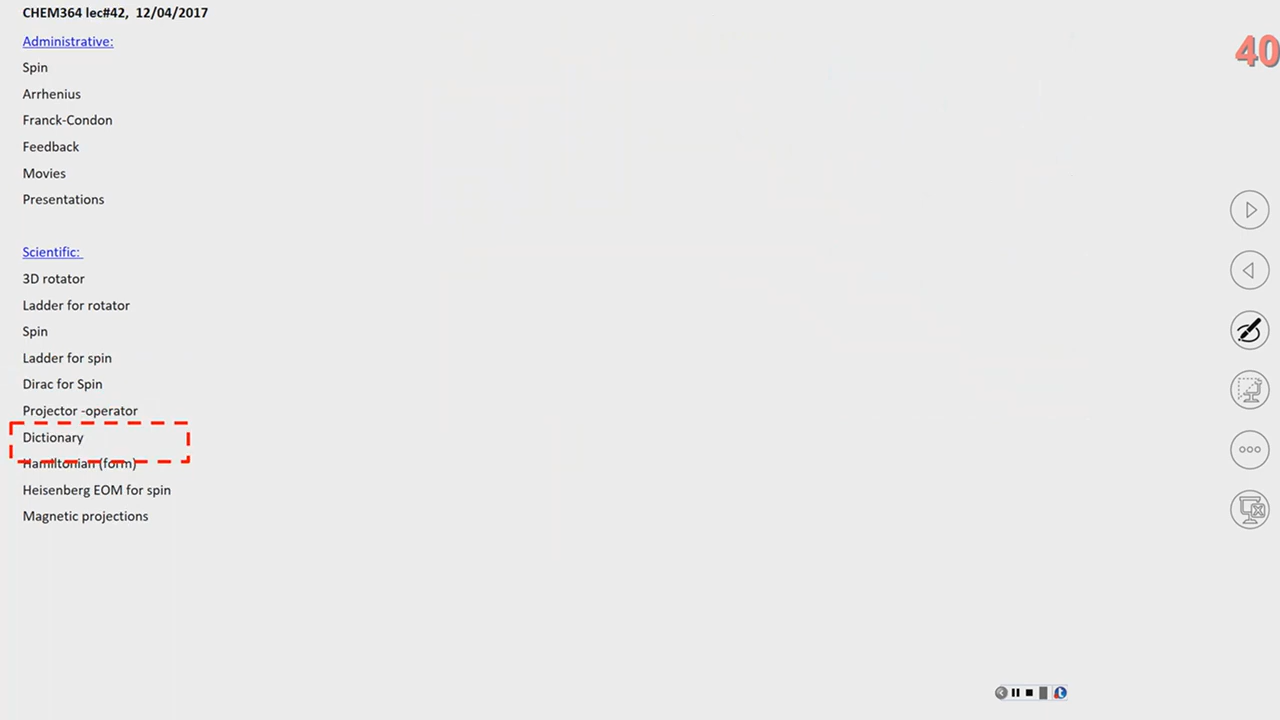 CHEM364 lec#42, 12/04/2017
40
Administrative:
Spin
Arrhenius
Franck-Condon
Feedback
Movies
Presentations
Scientific:
3D rotator
Ladder for rotator
Spin
Ladder for spin
Dirac for Spin
Projector -operator
Dictionary
Hamiltonian (form)
Heisenberg EOM for spin
Magnetic projections